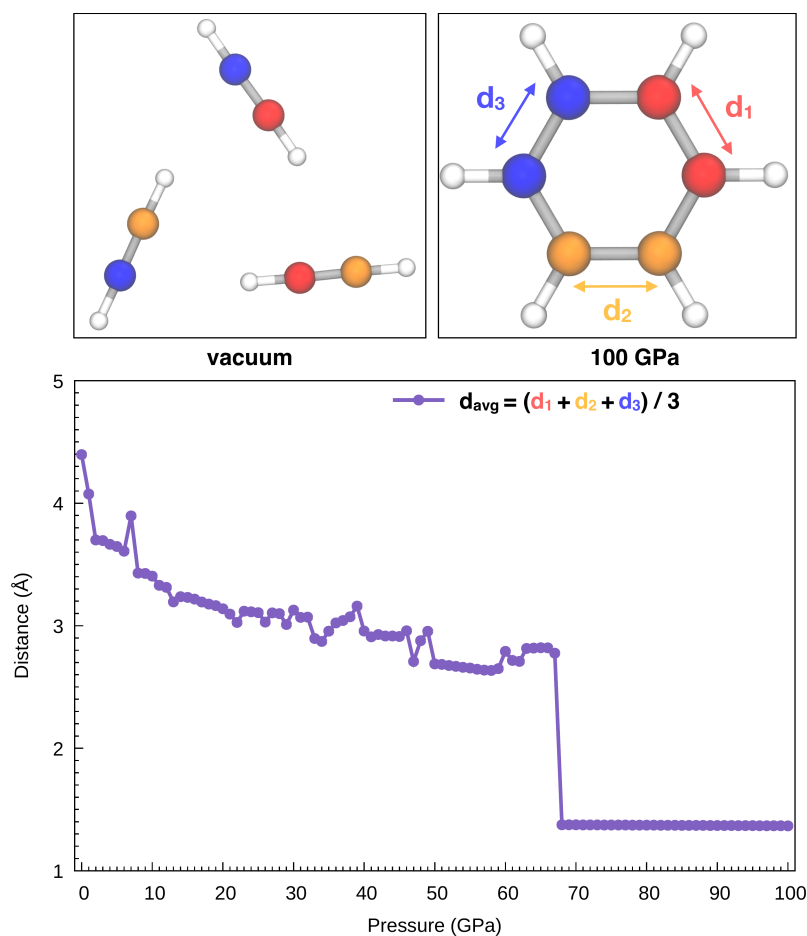 d₃
d₁
d₂
vacuum
100 GPa
d_avg = (d₁ + d₂ + d₃) / 3
5
4
3
2
1
Distance (Å)
0 10 20 30 40 50 60 70 80 90 100
Pressure (GPa)